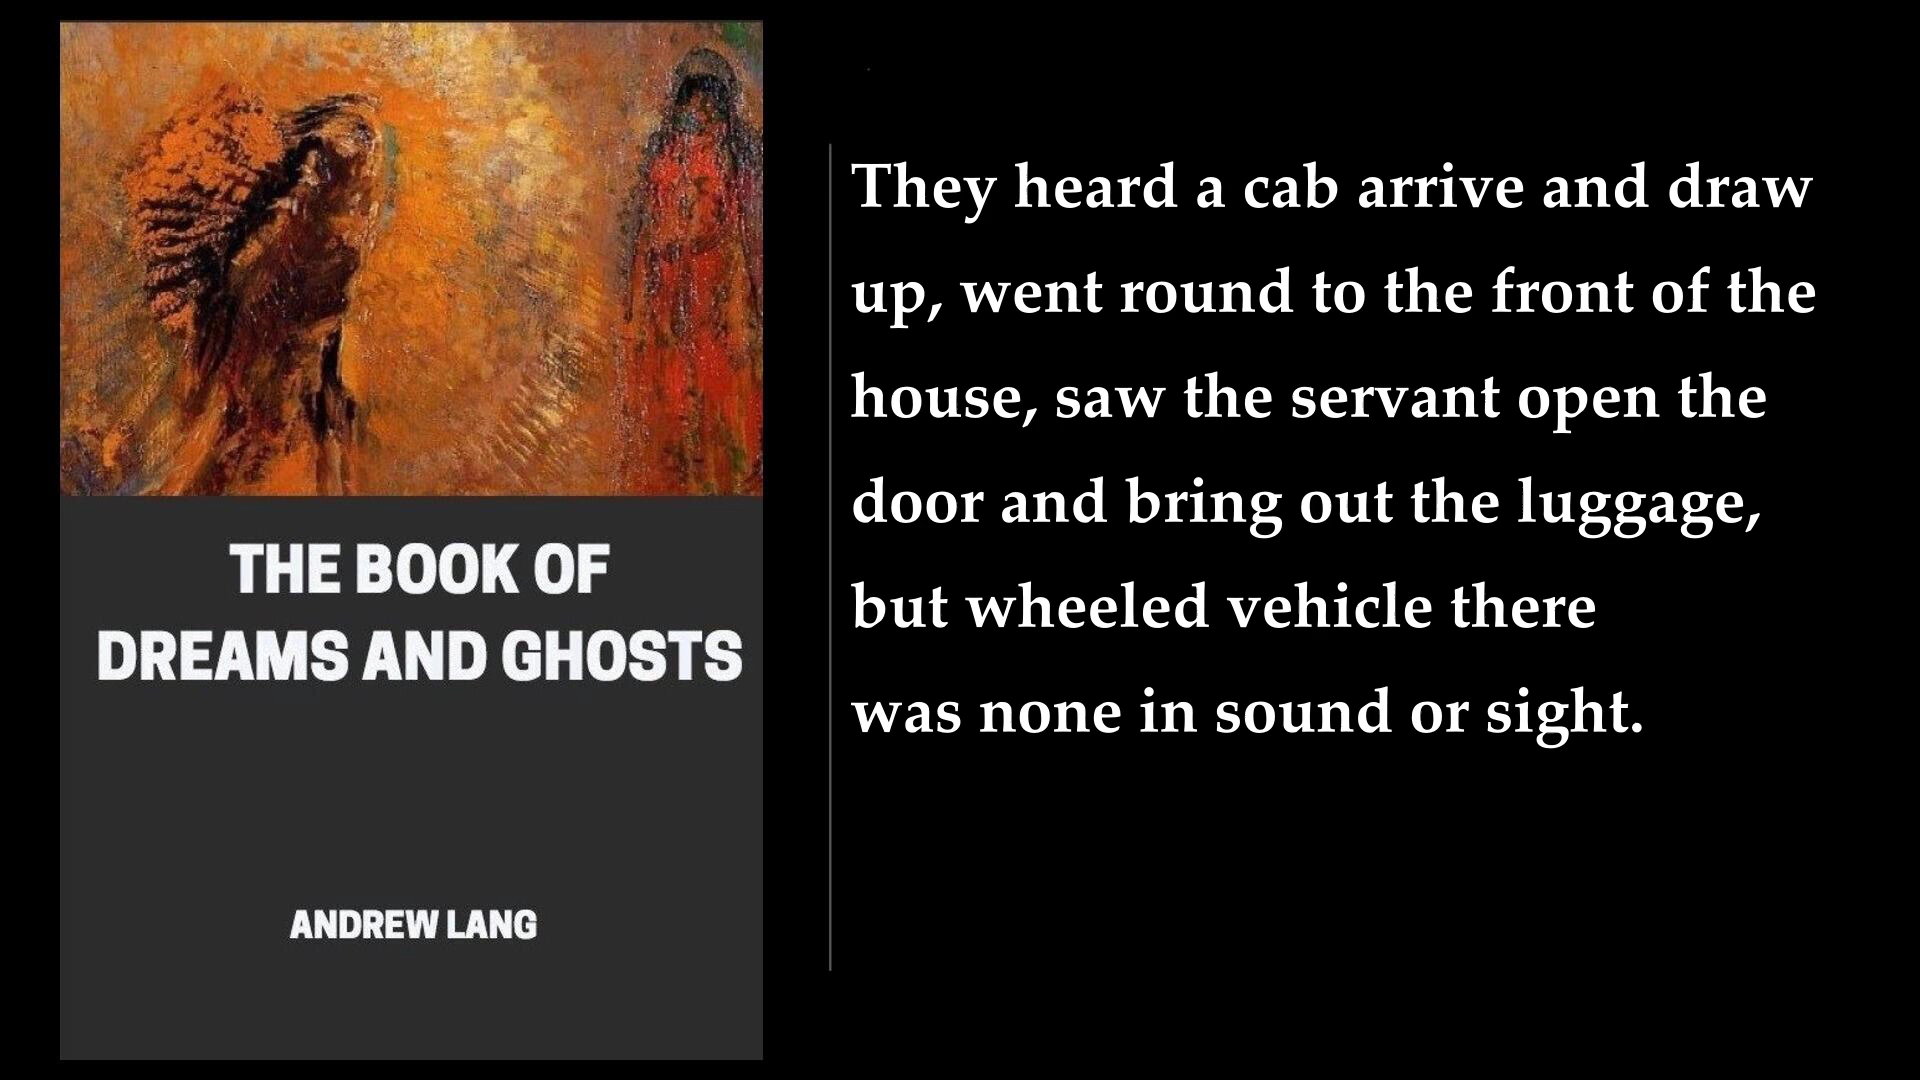 THE BOOK OF
DREAMS AND GHOSTS
ANDREW LANG
They heard a cab arrive and draw
up, went round to the front of the
house, saw the servant open the
door and bring out the luggage,
but wheeled vehicle there
was none in sound or sight.